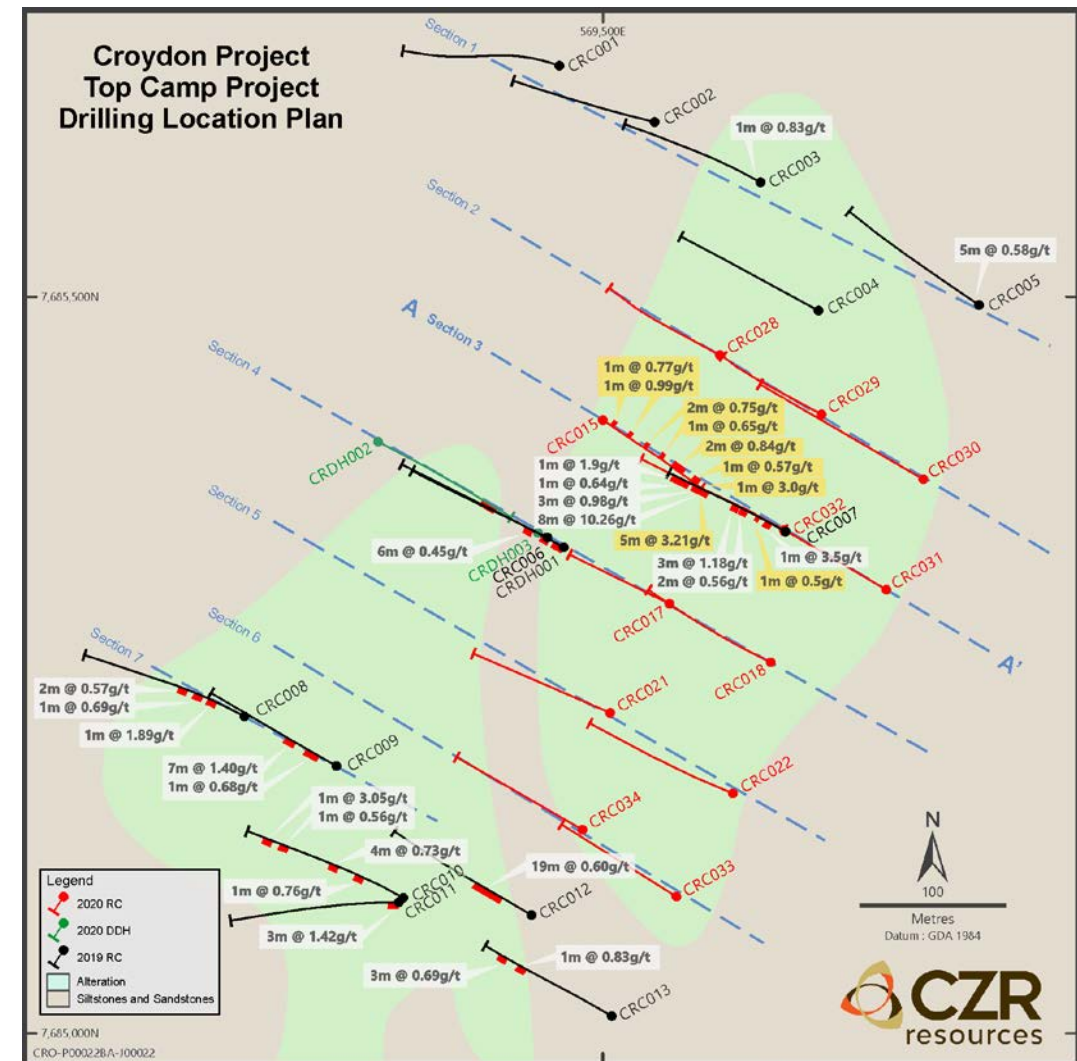 Croydon Project
Top Camp Project
Drilling Location Plan
569,500E
Section 1
CRC001
CRC002
1m @ 0.83g/t
CRC003
Section 2
5m @ 0.58g/t
CRC004
CRC005
7,685,500N
A
Section 3
CRC028
Section 4
1m @ 0.77g/t
1m @ 0.99g/t
CRC029
2m @ 0.75g/t
1m @ 0.65g/t
CRC015
2m @ 0.84g/t
CRDH002
1m @ 1.9g/t
1m @ 0.57g/t
CRC030
1m @ 0.64g/t
1m @ 3.0g/t
3m @ 0.98g/t
8m @ 10.26g/t
CRC032
CRC007
Section 5
5m @ 3.21g/t
6m @ 0.45g/t
CRDH003
CRC006
CRDH001
3m @ 1.18g/t
1m @ 3.5g/t
2m @ 0.56g/t
1m @ 0.5g/t
CRC031
CRC017
Section 6
Section 7
A'
CRC018
2m @ 0.57g/t
1m @ 0.69g/t
CRC008
CRC021
1m @ 1.89g/t
CRC009
7m @ 1.40g/t
1m @ 0.68g/t
CRC022
1m @ 3.05g/t
1m @ 0.56g/t
CRC034
4m @ 0.73g/t
19m @ 0.60g/t
1m @ 0.76g/t
CRC010
CRC011
CRC033
CRC012
3m @ 1.42g/t
1m @ 0.83g/t
3m @ 0.69g/t
CRC013
N
100
Metres
Datum : GDA 1984
Legend
2020 RC
2020 DDH
2019 RC
Alteration
Siltstones and Sandstones
7,685,000N
CRO-P00022BA-J00022
CZR
resources